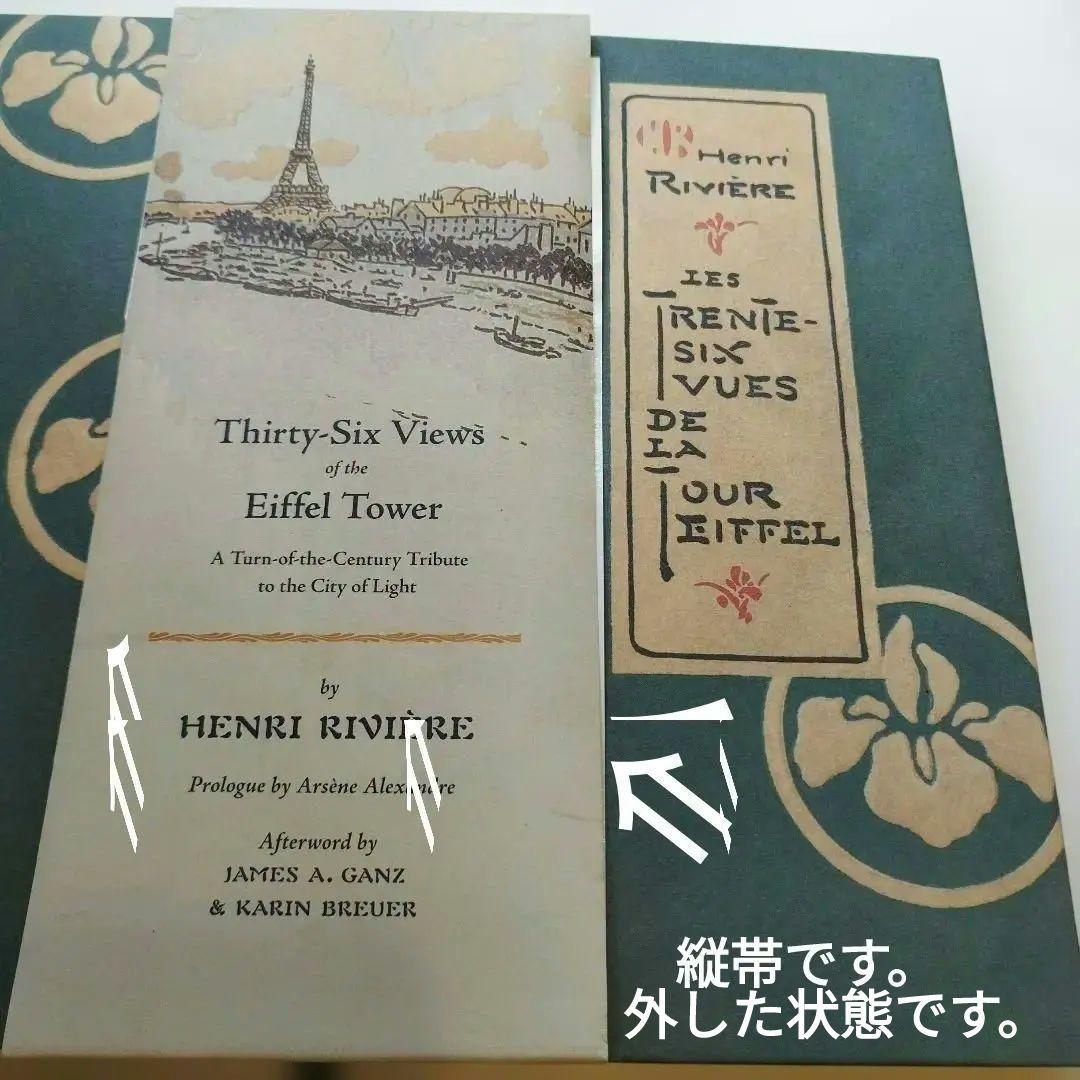 Thirty-Six Views
of the
Eiffel Tower
A Turn-of-the-Century Tribute
to the City of Light
by
HENRI RIVIÈRE
Prologue by Arsène Alexandre
Afterword by
JAMES A. GANZ
& KARIN BREUER
Henri
RIVIÈRE
LES
TRENTE-
SIX
VUES
DE
LA
TOUR
EIFFEL
縦帯です。
外した状態です。